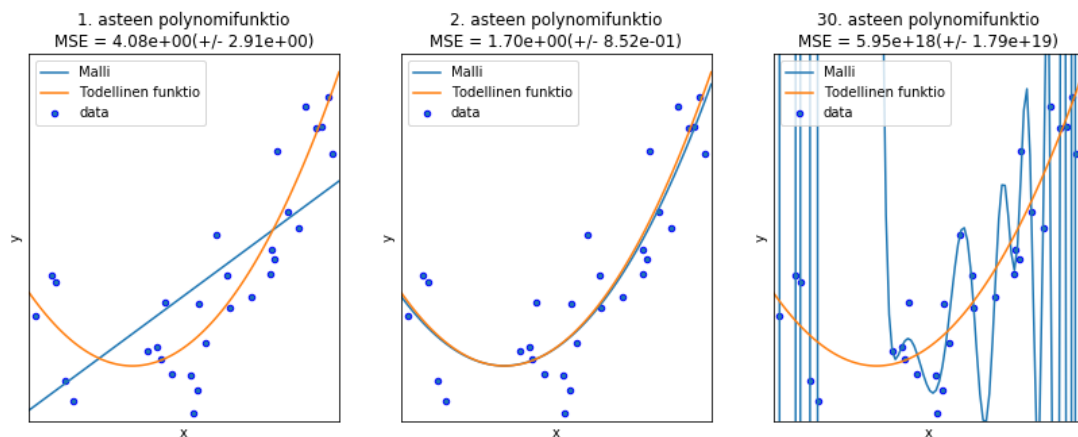 1. asteen polynomifunktio
MSE = 4.08e+00(+/- 2.91e+00)
Malli
Todellinen funktio
data
y
x
2. asteen polynomifunktio
MSE = 1.70e+00(+/- 8.52e-01)
Malli
Todellinen funktio
data
y
x
30. asteen polynomifunktio
MSE = 5.95e+18(+/- 1.79e+19)
Malli
Todellinen funktio
data
y
x